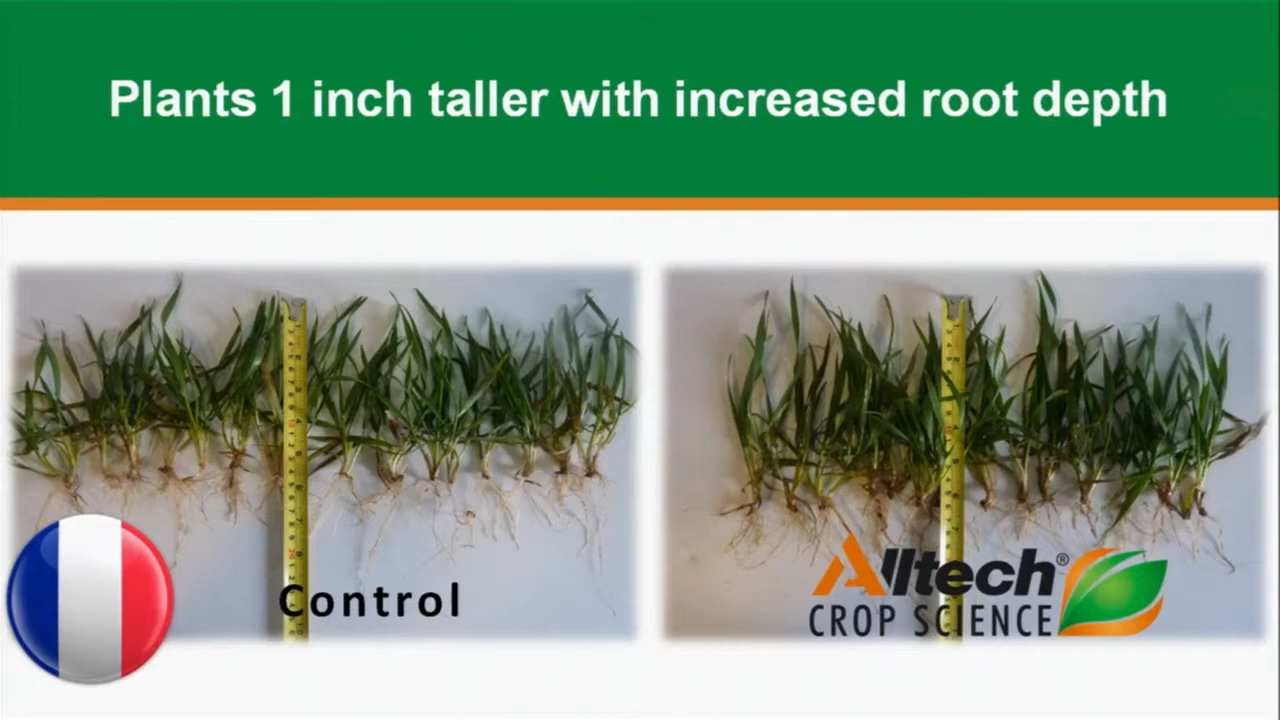 Plants 1 inch taller with increased root depth
Control
Alltech®
CROP SCIENCE